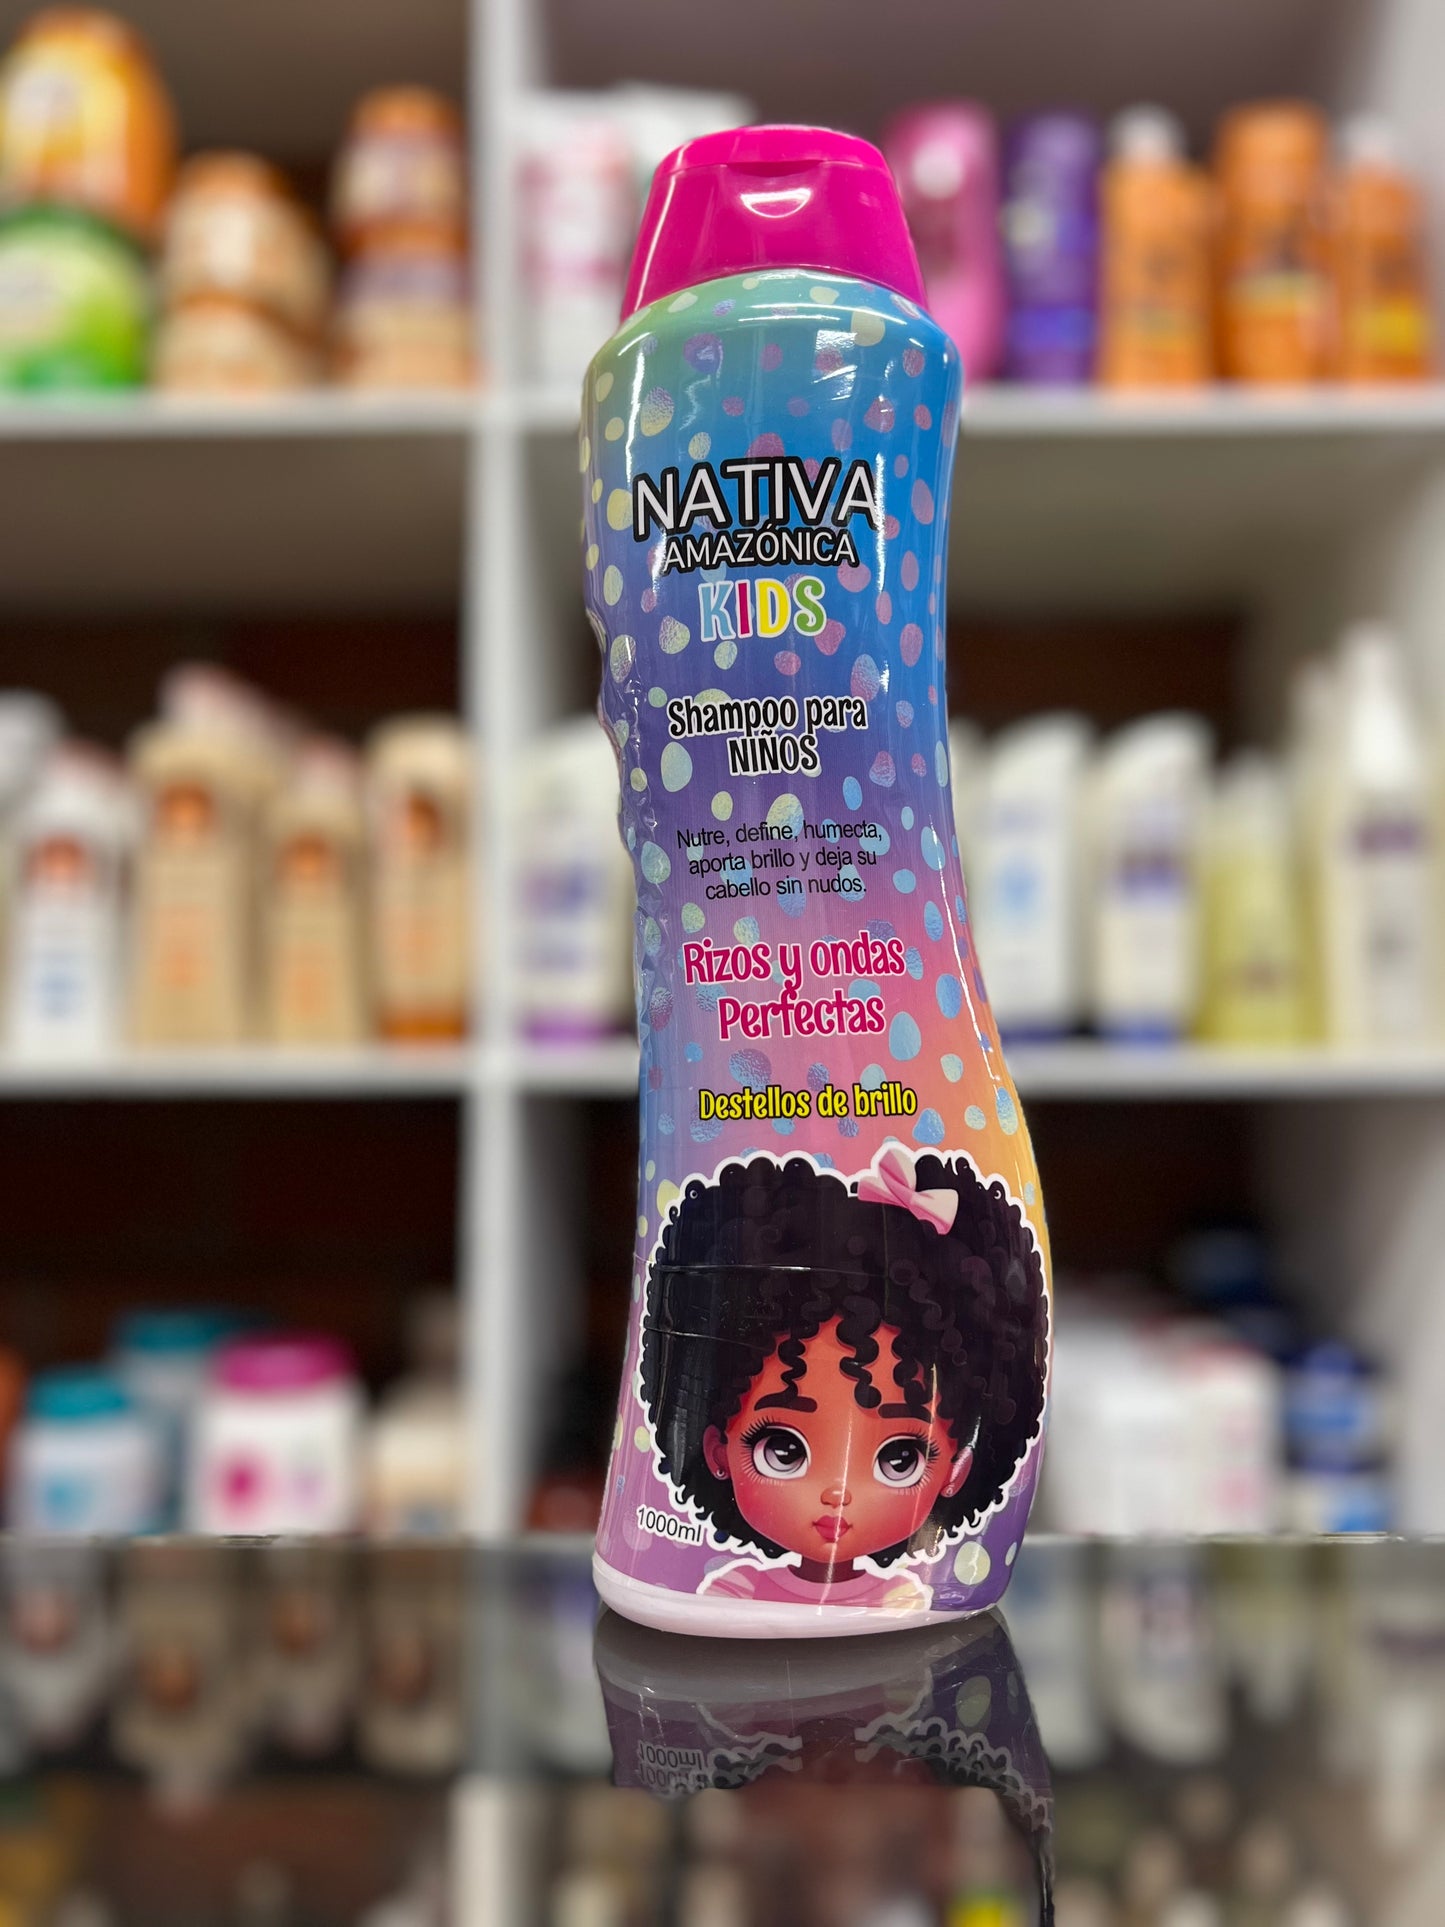 NATIVA
AMAZÓNICA
KIDS
Shampoo para
NIÑOS
Nutre, define, humecta,
aporta brillo y deja su
cabello sin nudos.
Rizos y ondas
Perfectas
Destellos de brillo
1000ml